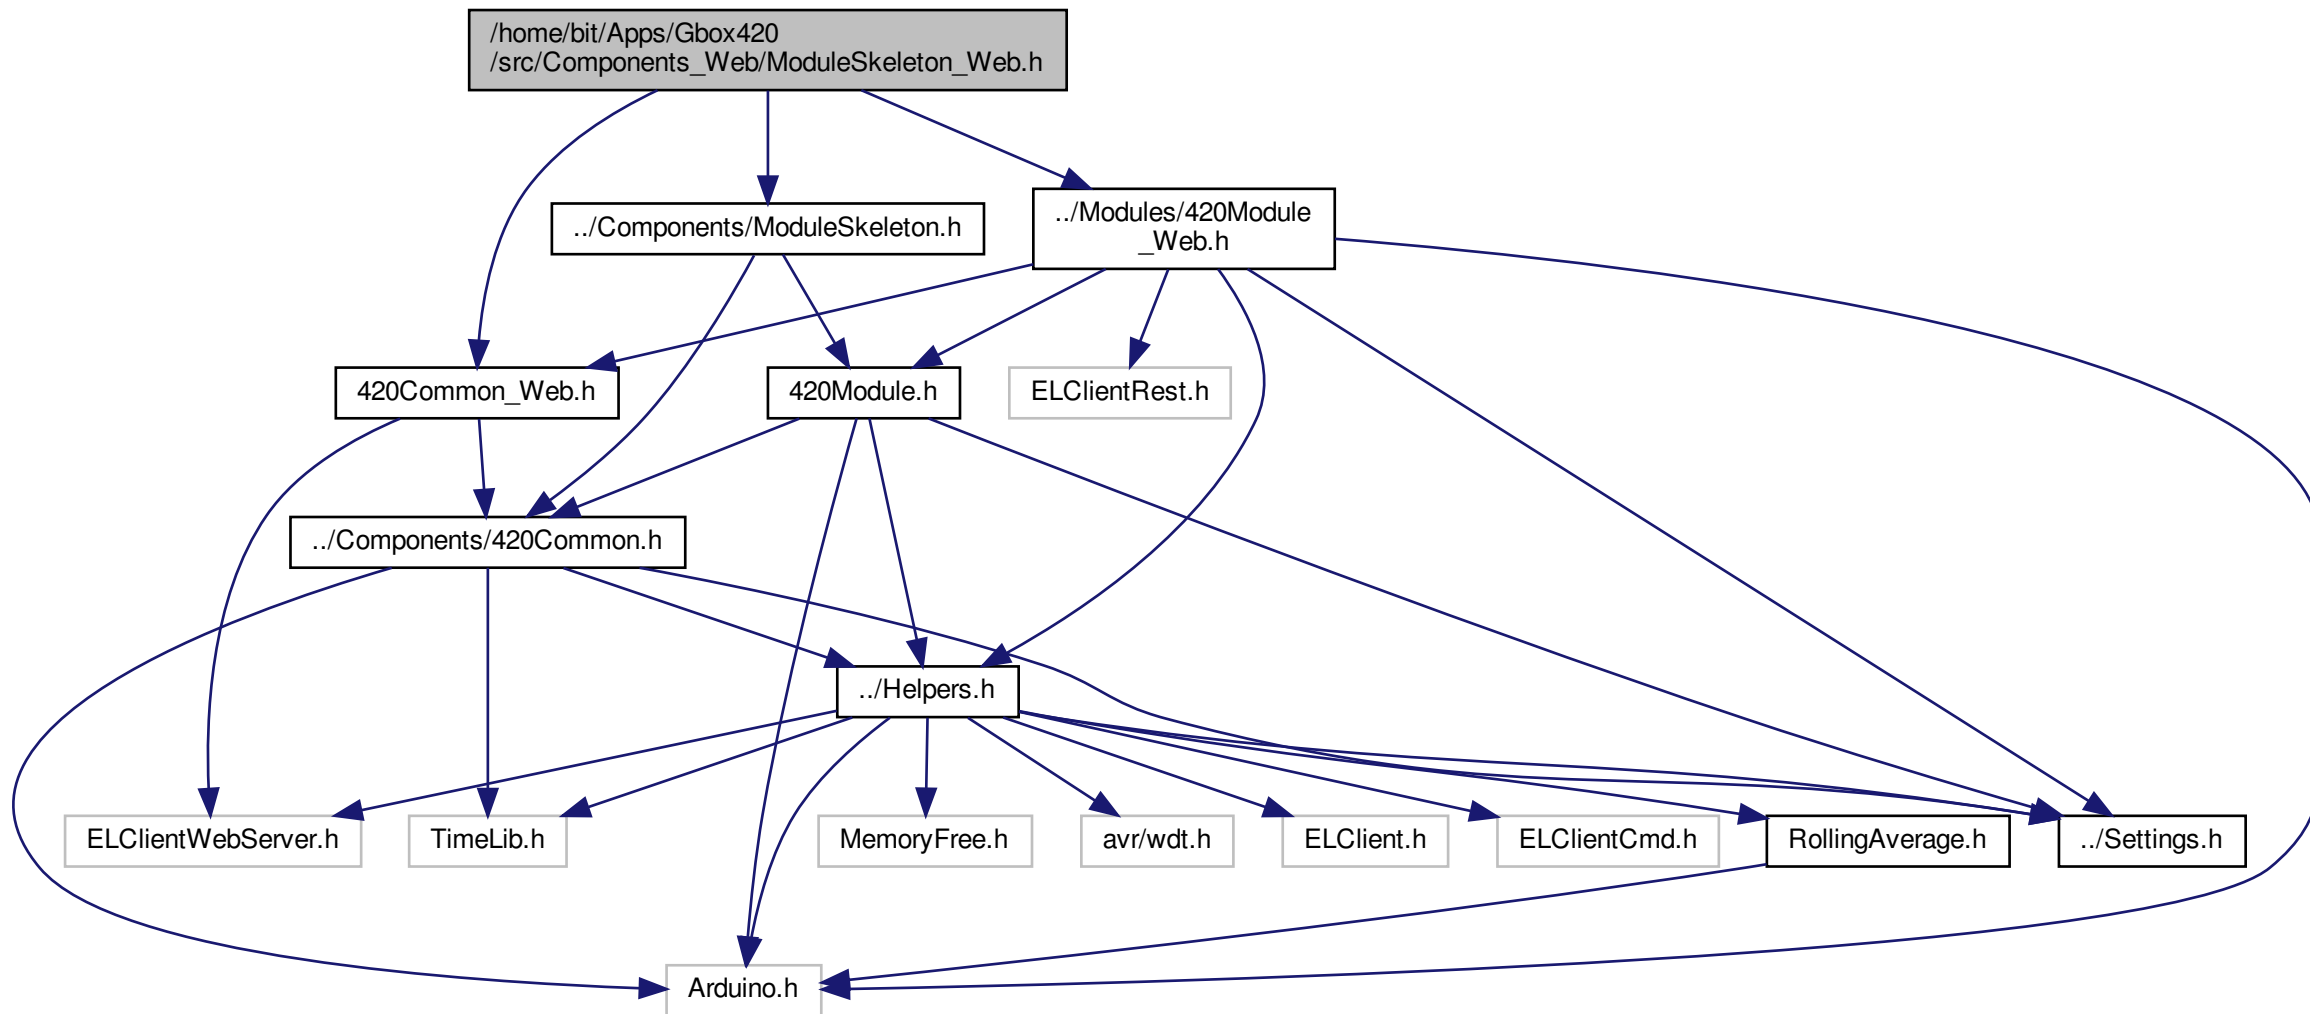 /home/bit/Apps/Gbox420
/src/Components_Web/ModuleSkeleton_Web.h
../Components/ModuleSkeleton.h
../Modules/420Module
_Web.h
420Common_Web.h
420Module.h
ELClientRest.h
../Components/420Common.h
../Helpers.h
ELClientWebServer.h
TimeLib.h
MemoryFree.h
avr/wdt.h
ELClient.h
ELClientCmd.h
RollingAverage.h
../Settings.h
Arduino.h